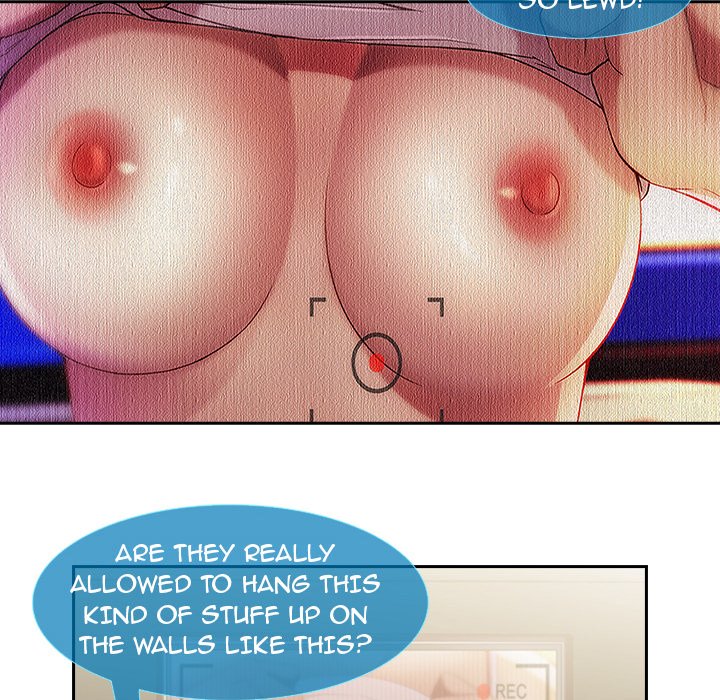 SO LEWD!
ARE THEY REALLY
ALLOWED TO HANG THIS
KIND OF STUFF UP ON
THE WALLS LIKE THIS?
REC